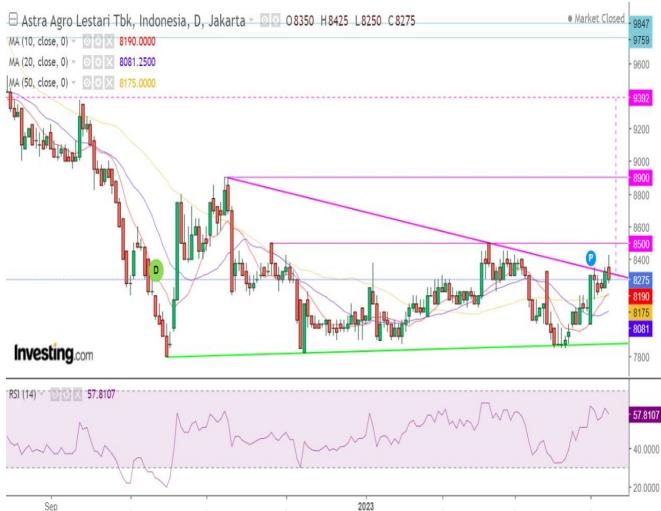 Astra Agro Lestari Tbk, Indonesia, D, Jakarta O8350 H8425 L8250 C8275
Market Closed
MA (10, close, 0) 8190.0000
MA (20, close, 0) 8081.2500
MA (50, close, 0) 8175.0000
9847
9759
9600
9392
9200
9000
8900
8600
8500
8400
8275
8190
8175
8081
7800
D
P
Investing.com
RSI (14) 57.8107
57.8107
40.0000
20.0000
Sep
2023